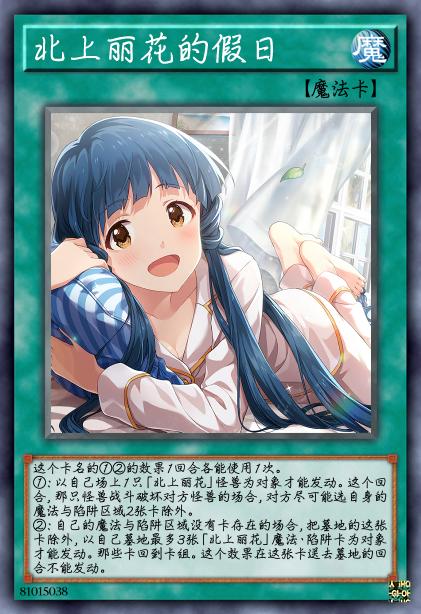 北上丽花的假日
魔
【魔法卡】
这个卡名的①②的效果1回合各能使用1次。
①：以自己场上1只「北上丽花」怪兽为对象才能发动。这个回
合，那只怪兽战斗破坏对方怪兽的场合，对方尽可能选自身的
魔法与陷阱区域2张卡除外。
②：自己的魔法与陷阱区域没有卡存在的场合，把墓地的这张
卡除外，以自己墓地最多3张「北上丽花」魔法·陷阱卡为对象
才能发动。那些卡回到卡组。这个效果在这张卡送去墓地的回
合不能发动。
81015038